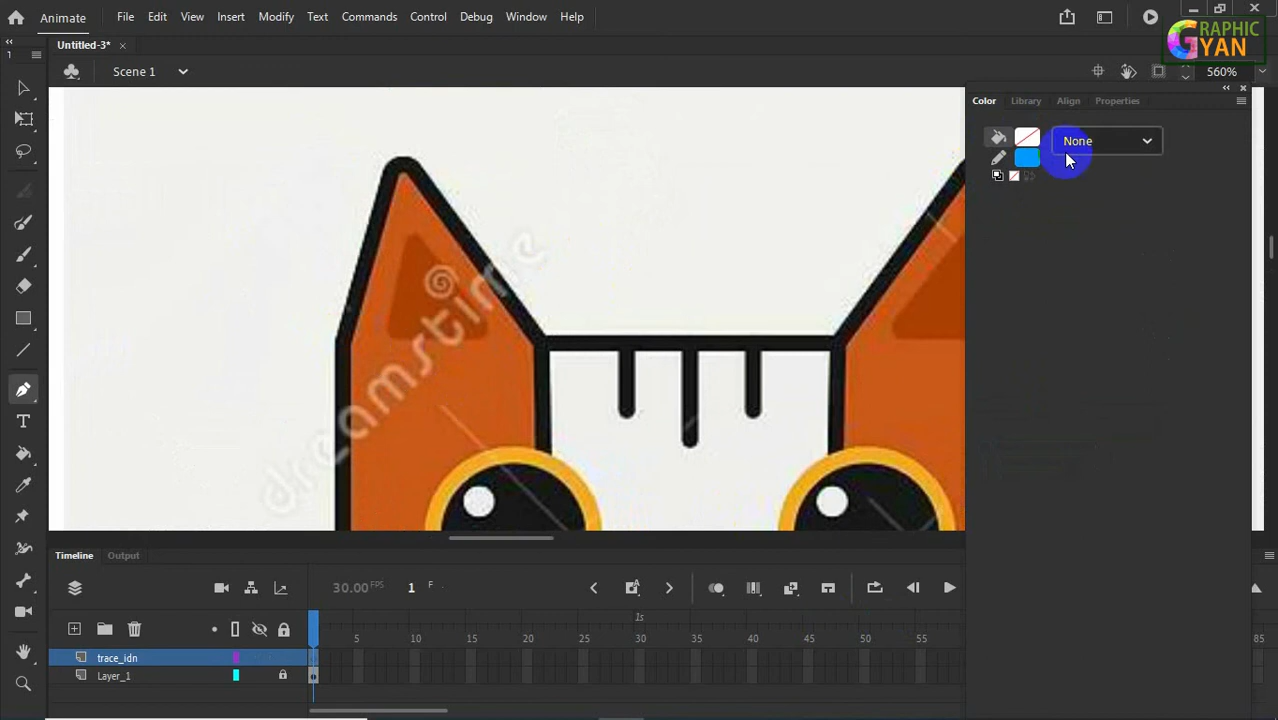 Animate
File Edit View Insert Modify Text Commands Control Debug Window Help
GRAPHIC
GYAN
Untitled-3*
Scene 1
560%
1
Color Library Align Properties
None
dreamstime
Timeline Output
30.00 FPS 1 F
1s
5 10 15 20 25 30 35 40 45 50 55 85
trace_idn
Layer_1